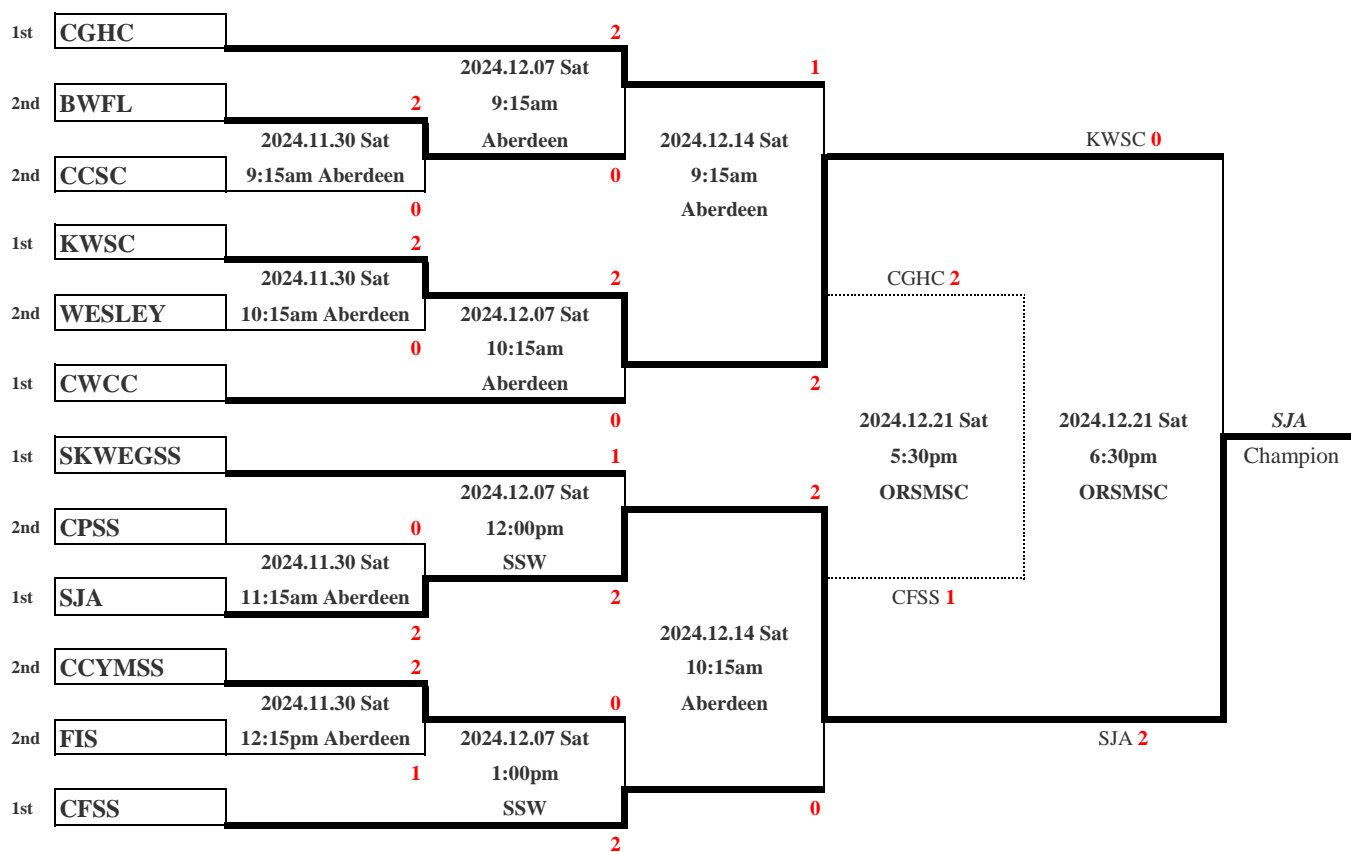 1st CGHC 2
2024.12.07 Sat 1
2nd BWFL 2 9:15am
2024.11.30 Sat Aberdeen 2024.12.14 Sat KWSC 0
2nd CCSC 9:15am Aberdeen 0 9:15am
0 Aberdeen
1st KWSC 2
2024.11.30 Sat 2 CGHC 2
2nd WESLEY 10:15am Aberdeen 2024.12.07 Sat
0 10:15am
1st CWCC Aberdeen 2
0 2024.12.21 Sat 2024.12.21 Sat SJA
1st SKWEGSS 1 5:30pm 6:30pm Champion
2024.12.07 Sat 2 ORSMSC ORSMSC
2nd CPSS 0 12:00pm
2024.11.30 Sat SSW
1st SJA 11:15am Aberdeen 2 CFSS 1
2 2024.12.14 Sat
2nd CCYMSS 2 10:15am
2024.11.30 Sat 0 Aberdeen
2nd FIS 12:15pm Aberdeen 2024.12.07 Sat SJA 2
1 1:00pm
1st CFSS SSW 0
2